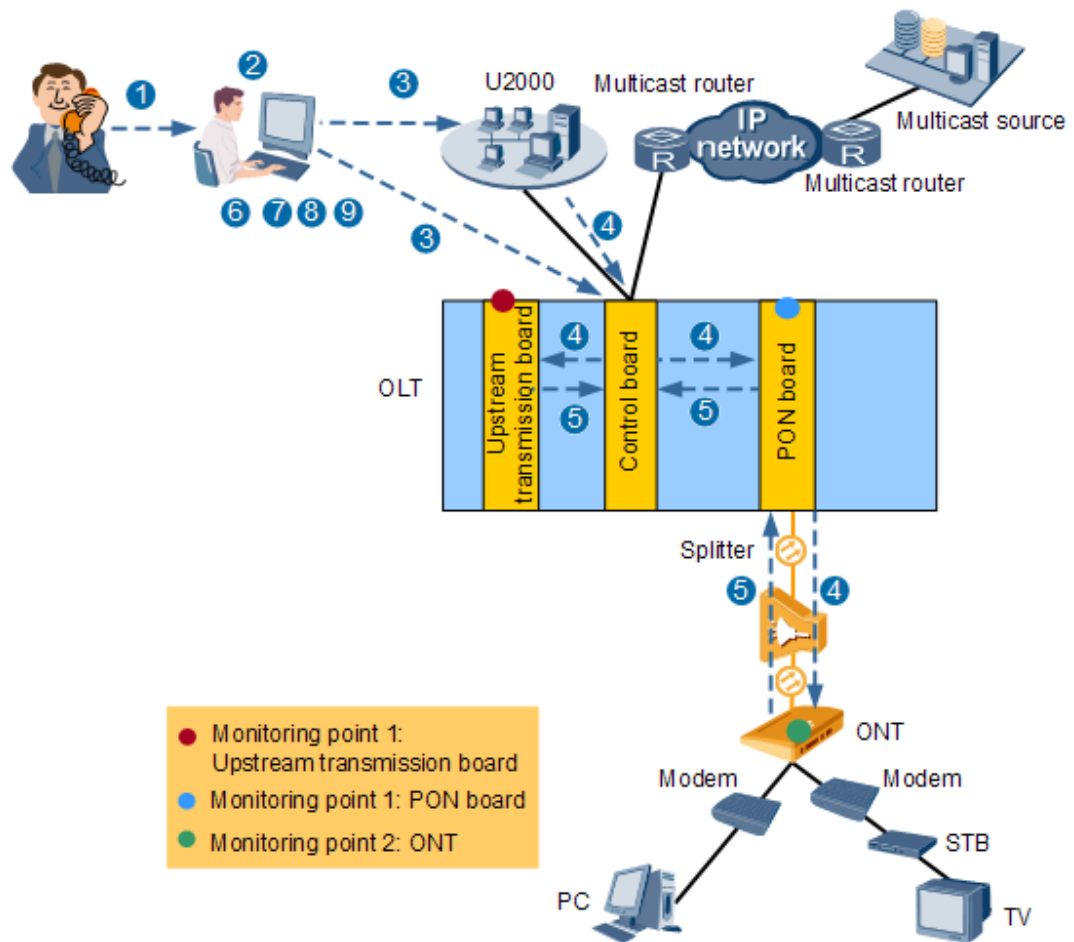 1
2
3
U2000
Multicast router
Multicast source
IP
network
R
R
Multicast router
6
7
8
9
3
4
OLT
Upstream
transmission board
4
5
Control board
4
5
PON board
Splitter
5
4
ONT
Modem
Modem
STB
PC
TV
Monitoring point 1:
Upstream transmission board
Monitoring point 1: PON board
Monitoring point 2: ONT